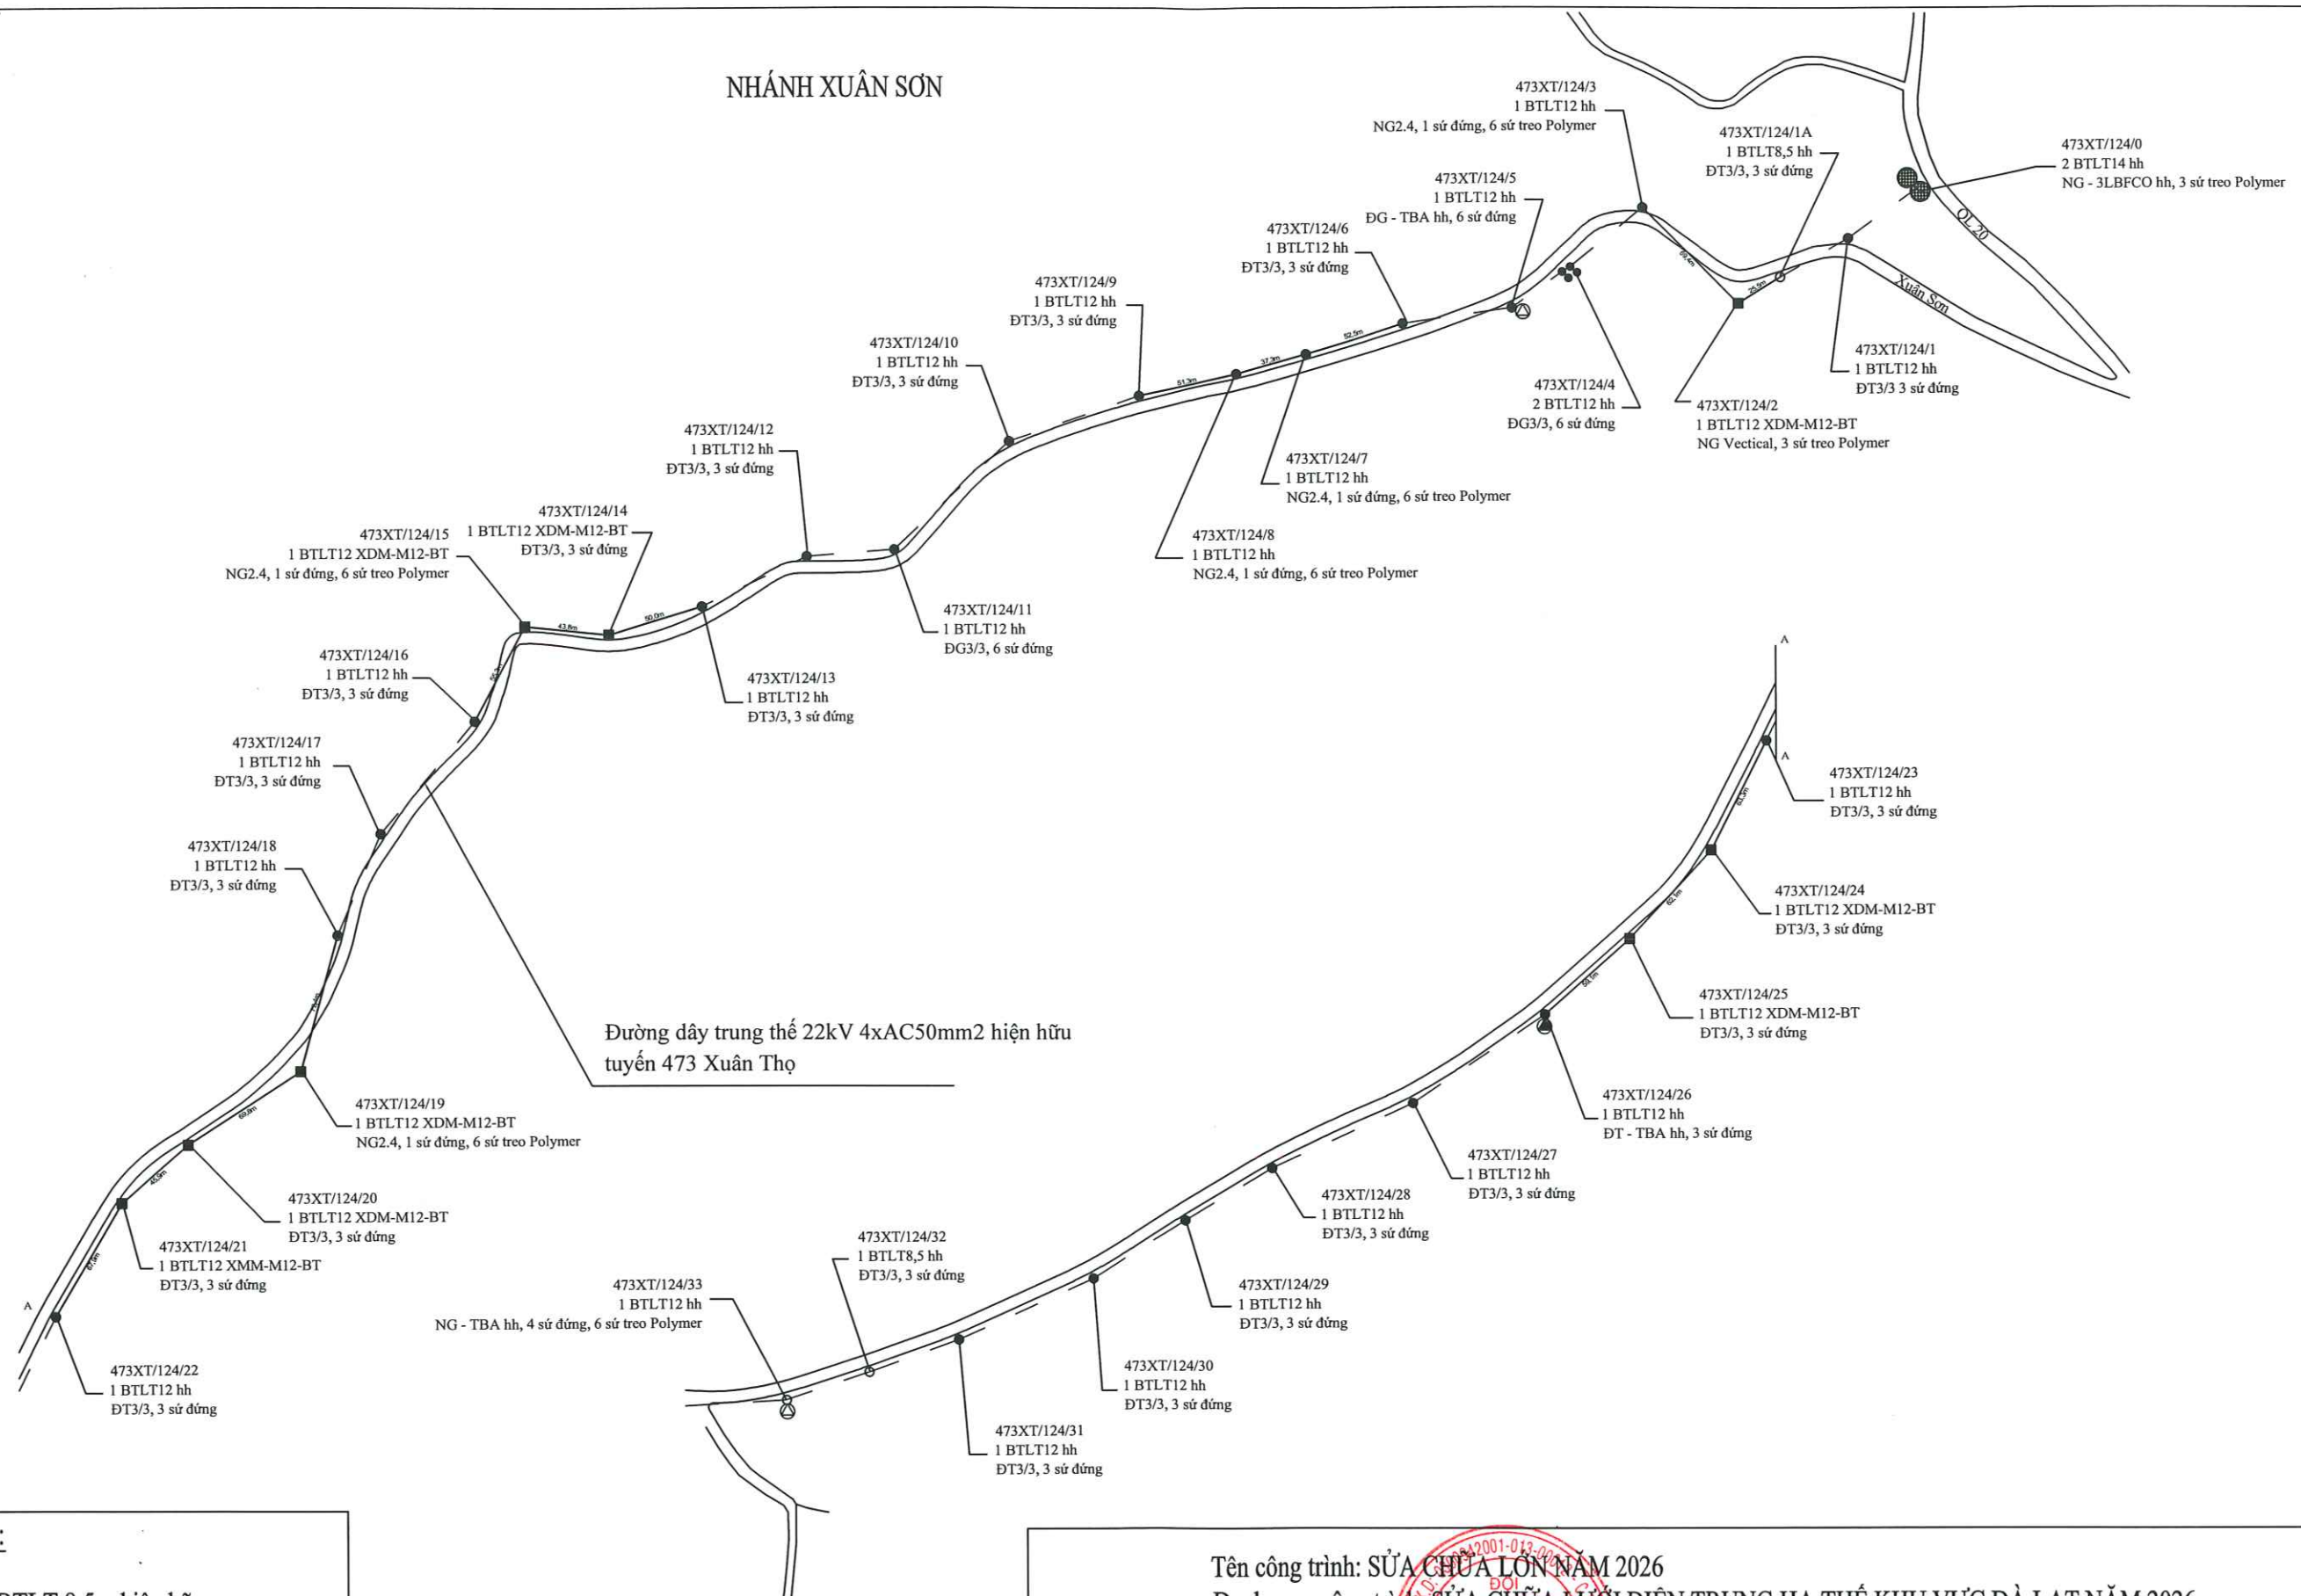 NHÁNH XUÂN SƠN
473XT/124/3
1 BTLT12 hh
NG2.4, 1 sứ đứng, 6 sứ treo Polymer
473XT/124/1A
1 BTLT8,5 hh
ĐT3/3, 3 sứ đứng
473XT/124/0
2 BTLT14 hh
NG - 3LBFCO hh, 3 sứ treo Polymer
473XT/124/5
1 BTLT12 hh
ĐG - TBA hh, 6 sứ đứng
QL 20
473XT/124/6
1 BTLT12 hh
ĐT3/3, 3 sứ đứng
69,4m
25,5m
Xuân Sơn
473XT/124/9
1 BTLT12 hh
ĐT3/3, 3 sứ đứng
473XT/124/10
1 BTLT12 hh
ĐT3/3, 3 sứ đứng
52,5m
37,3m
51,3m
473XT/124/1
1 BTLT12 hh
ĐT3/3 3 sứ đứng
473XT/124/4
2 BTLT12 hh
ĐG3/3, 6 sứ đứng
473XT/124/2
1 BTLT12 XDM-M12-BT
NG Vectical, 3 sứ treo Polymer
473XT/124/12
1 BTLT12 hh
ĐT3/3, 3 sứ đứng
473XT/124/7
1 BTLT12 hh
NG2.4, 1 sứ đứng, 6 sứ treo Polymer
473XT/124/14
1 BTLT12 XDM-M12-BT
ĐT3/3, 3 sứ đứng
473XT/124/15
1 BTLT12 XDM-M12-BT
NG2.4, 1 sứ đứng, 6 sứ treo Polymer
473XT/124/8
1 BTLT12 hh
NG2.4, 1 sứ đứng, 6 sứ treo Polymer
43,8m
50,0m
473XT/124/11
1 BTLT12 hh
ĐG3/3, 6 sứ đứng
A
473XT/124/16
1 BTLT12 hh
ĐT3/3, 3 sứ đứng
473XT/124/13
1 BTLT12 hh
ĐT3/3, 3 sứ đứng
473XT/124/17
1 BTLT12 hh
ĐT3/3, 3 sứ đứng
A
473XT/124/23
1 BTLT12 hh
ĐT3/3, 3 sứ đứng
473XT/124/18
1 BTLT12 hh
ĐT3/3, 3 sứ đứng
62,1m
473XT/124/24
1 BTLT12 XDM-M12-BT
ĐT3/3, 3 sứ đứng
473XT/124/25
1 BTLT12 XDM-M12-BT
ĐT3/3, 3 sứ đứng
Đường dây trung thế 22kV 4xAC50mm2 hiện hữu
tuyến 473 Xuân Thọ
473XT/124/26
1 BTLT12 hh
ĐT - TBA hh, 3 sứ đứng
473XT/124/19
1 BTLT12 XDM-M12-BT
NG2.4, 1 sứ đứng, 6 sứ treo Polymer
473XT/124/27
1 BTLT12 hh
ĐT3/3, 3 sứ đứng
45,9m
473XT/124/20
1 BTLT12 XDM-M12-BT
ĐT3/3, 3 sứ đứng
473XT/124/28
1 BTLT12 hh
ĐT3/3, 3 sứ đứng
473XT/124/21
1 BTLT12 XMM-M12-BT
ĐT3/3, 3 sứ đứng
473XT/124/32
1 BTLT8,5 hh
ĐT3/3, 3 sứ đứng
473XT/124/33
1 BTLT12 hh
NG - TBA hh, 4 sứ đứng, 6 sứ treo Polymer
473XT/124/29
1 BTLT12 hh
ĐT3/3, 3 sứ đứng
A
473XT/124/22
1 BTLT12 hh
ĐT3/3, 3 sứ đứng
473XT/124/30
1 BTLT12 hh
ĐT3/3, 3 sứ đứng
473XT/124/31
1 BTLT12 hh
ĐT3/3, 3 sứ đứng
Tên công trình: SỬA CHỮA LỚN NĂM 2026
ĐỘI